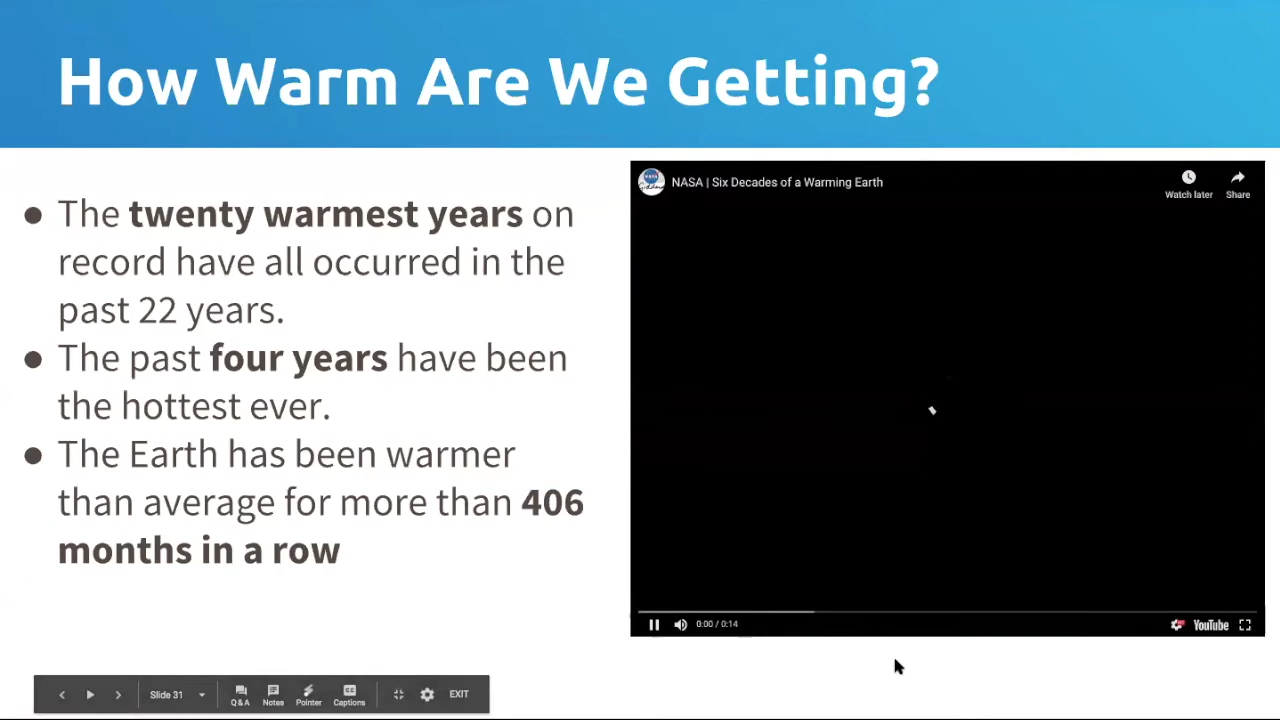 How Warm Are We Getting?
● The twenty warmest years on
record have all occurred in the
past 22 years.
● The past four years have been
the hottest ever.
● The Earth has been warmer
than average for more than 406
months in a row
NASA | Six Decades of a Warming Earth
Watch later
Share
0:00 / 0:14
YouTube
Slide 31
Q&A
Notes
Pointer
Captions
EXIT